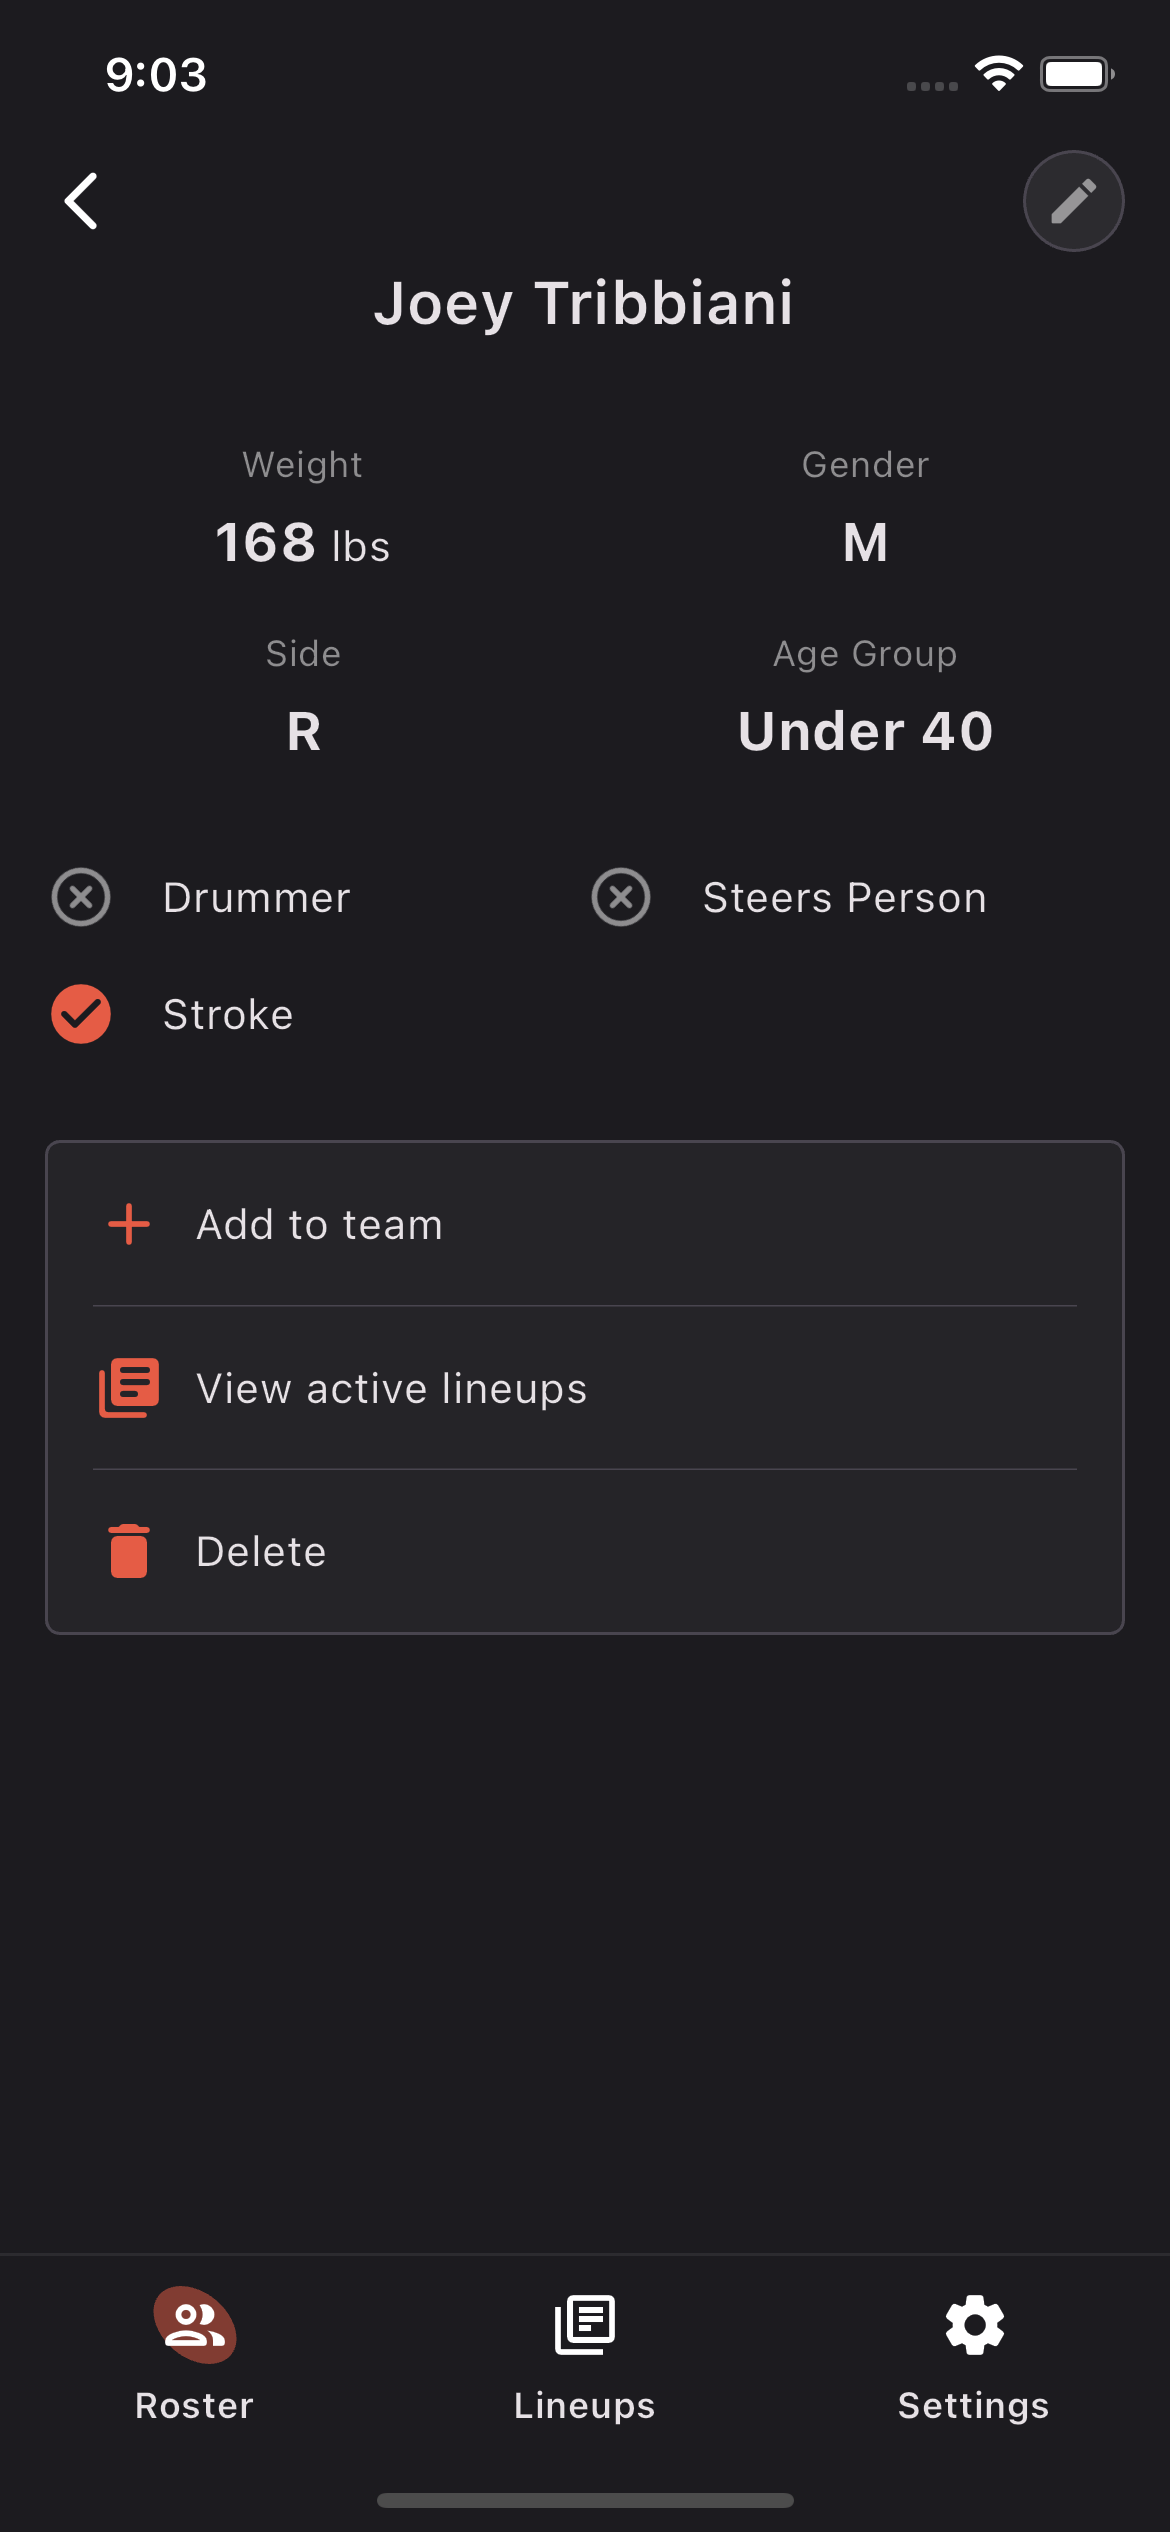 9:03
Joey Tribbiani
Weight
Gender
168 lbs
M
Side
Age Group
R
Under 40
Drummer
Steers Person
Stroke
Add to team
View active lineups
Delete
Roster
Lineups
Settings